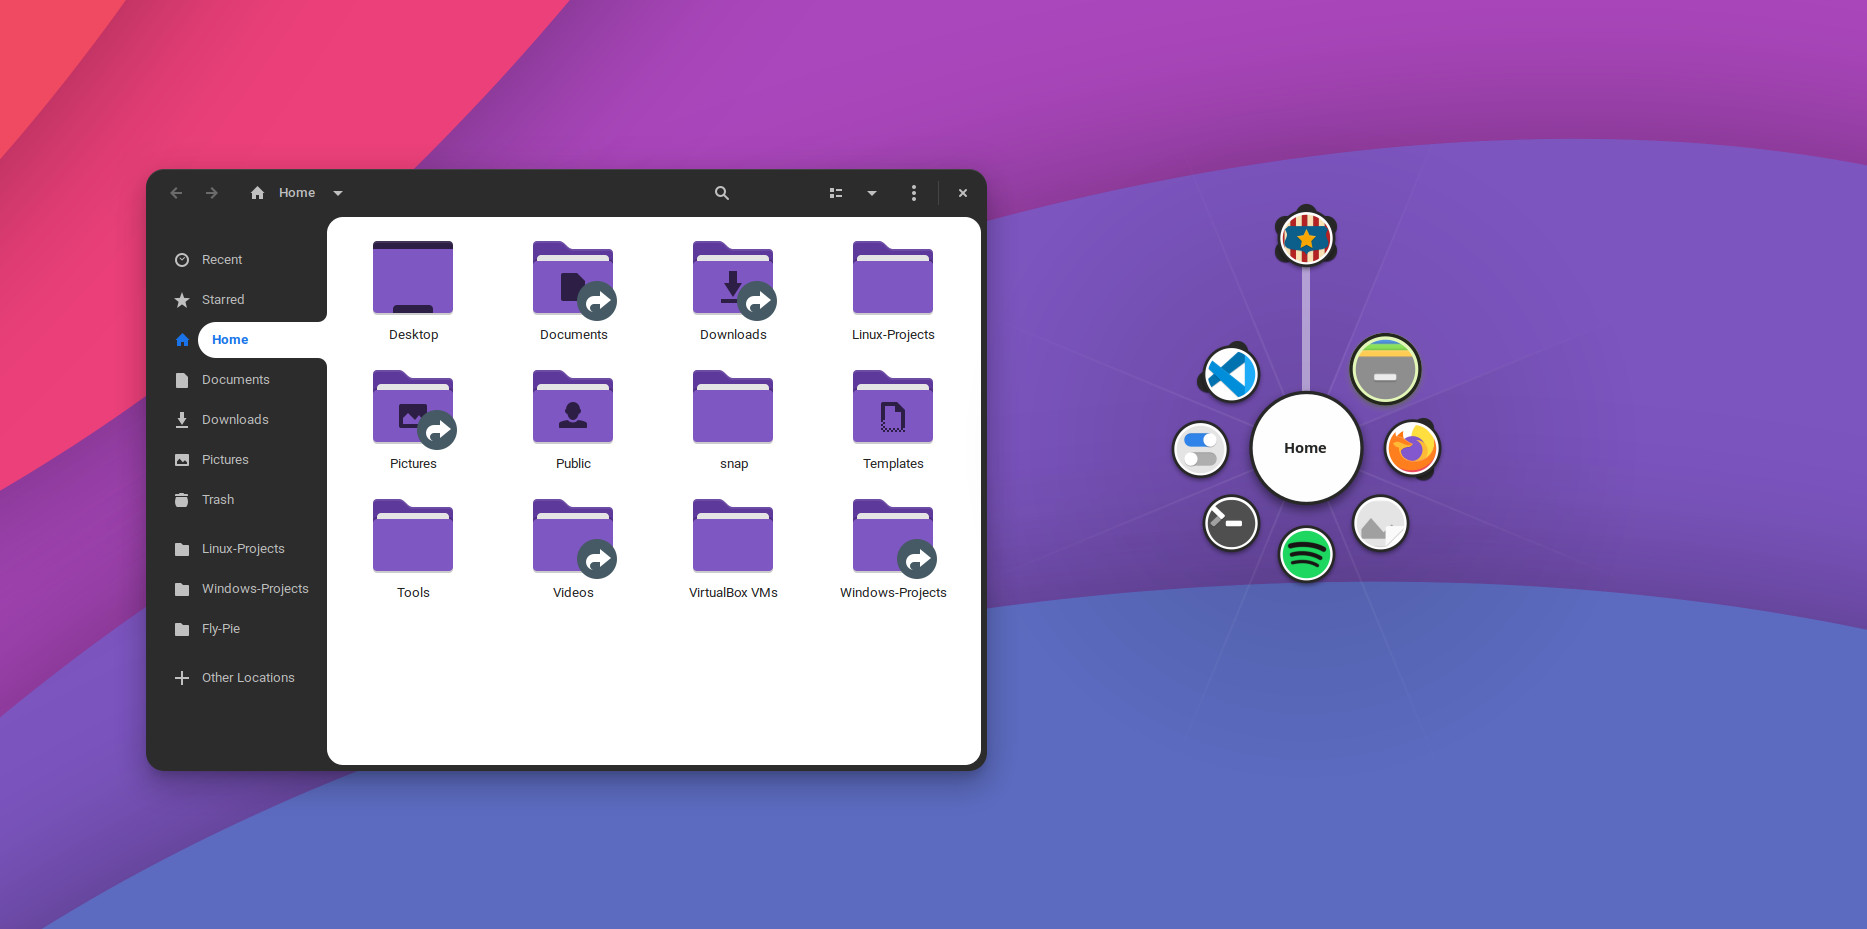 Home
Recent
Starred
Home
Documents
Downloads
Pictures
Trash
Linux-Projects
Windows-Projects
Fly-Pie
Other Locations
Desktop
Documents
Downloads
Linux-Projects
Pictures
Public
snap
Templates
Tools
Videos
VirtualBox VMs
Windows-Projects
Home